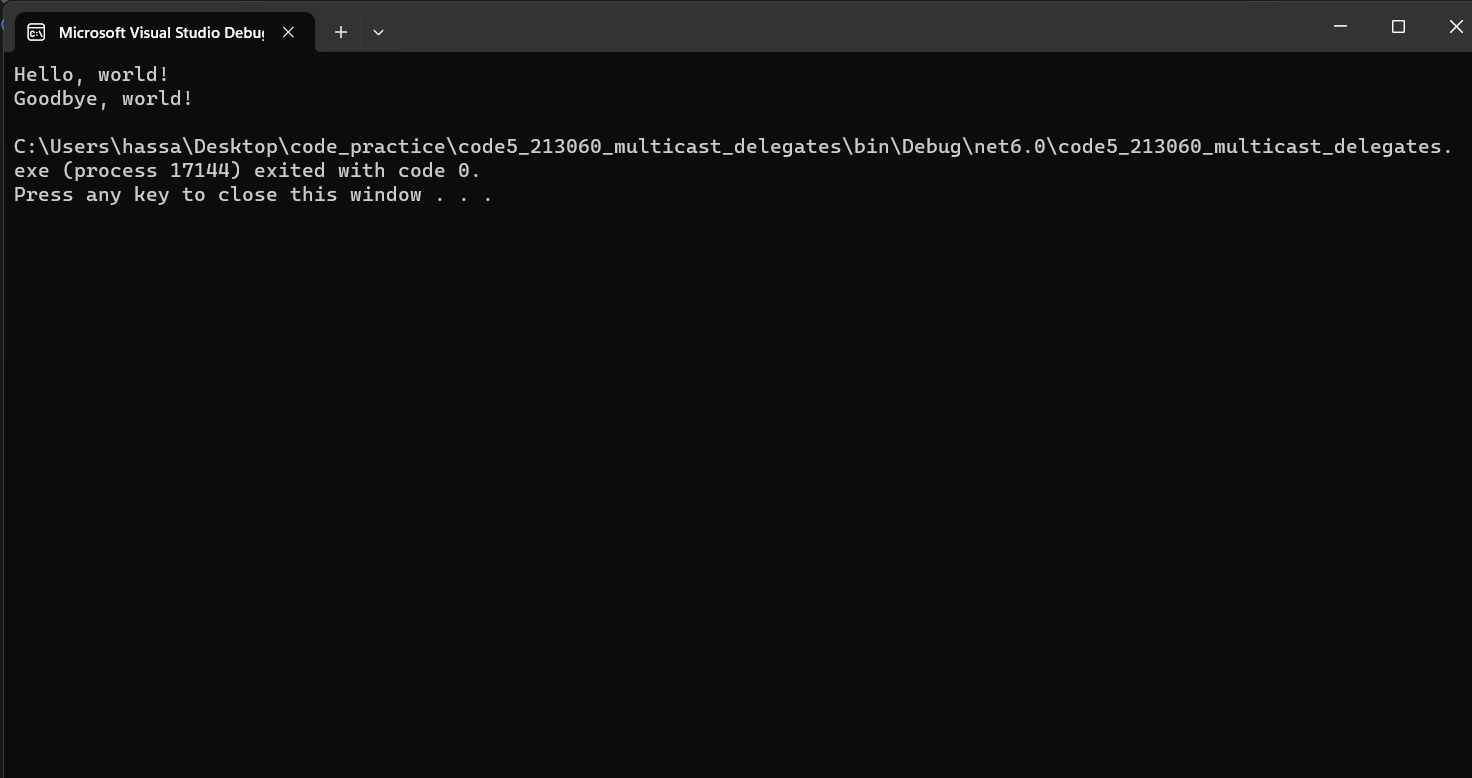 Microsoft Visual Studio Debu
Hello, world!
Goodbye, world!
C:\Users\hassa\Desktop\code_practice\code5_213060_multicast_delegates\bin\Debug\net6.0\code5_213060_multicast_delegates.
exe (process 17144) exited with code 0.
Press any key to close this window . . .